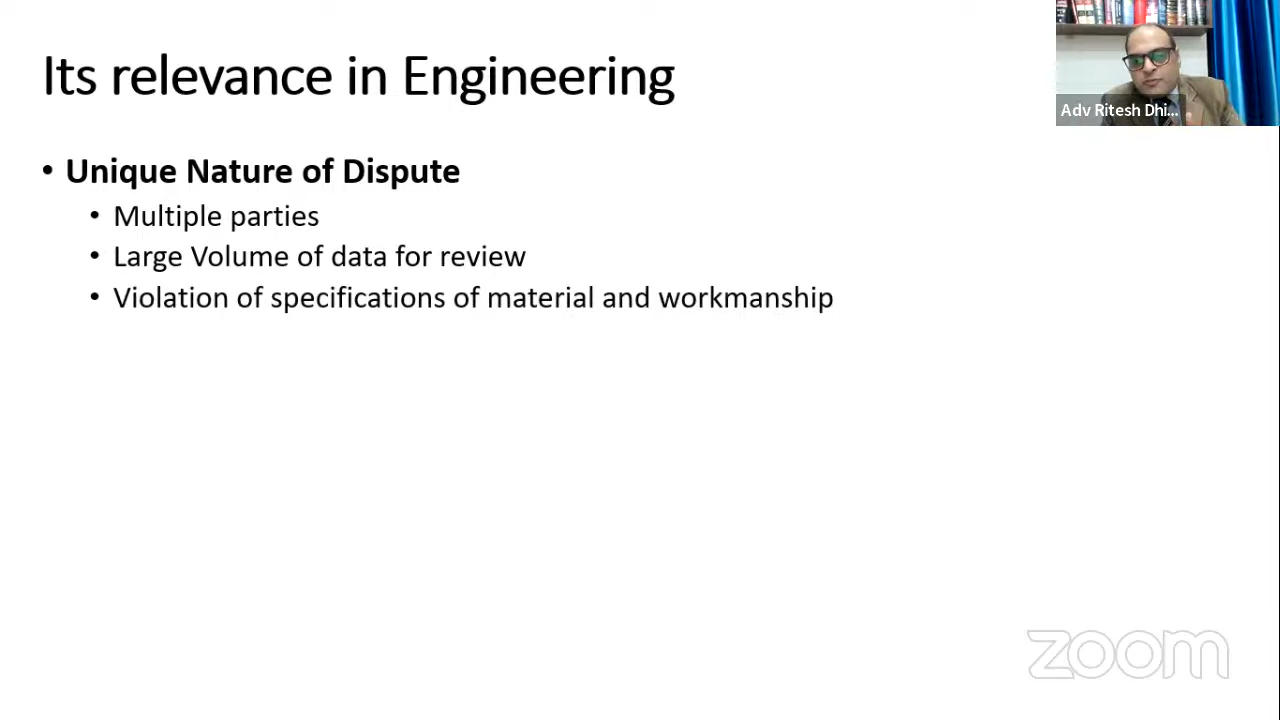 Its relevance in Engineering
Adv Ritesh Dhi...
• Unique Nature of Dispute
• Multiple parties
• Large Volume of data for review
• Violation of specifications of material and workmanship
zoom